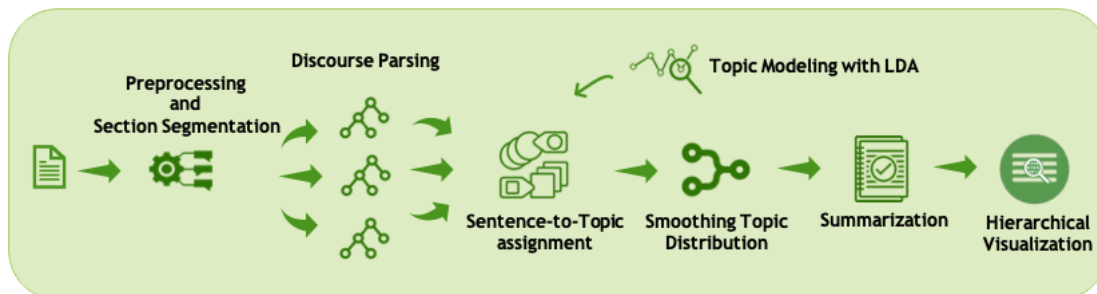 Preprocessing
and
Section Segmentation
Discourse Parsing
Topic Modeling with LDA
Sentence-to-Topic
assignment
Smoothing Topic
Distribution
Summarization
Hierarchical
Visualization